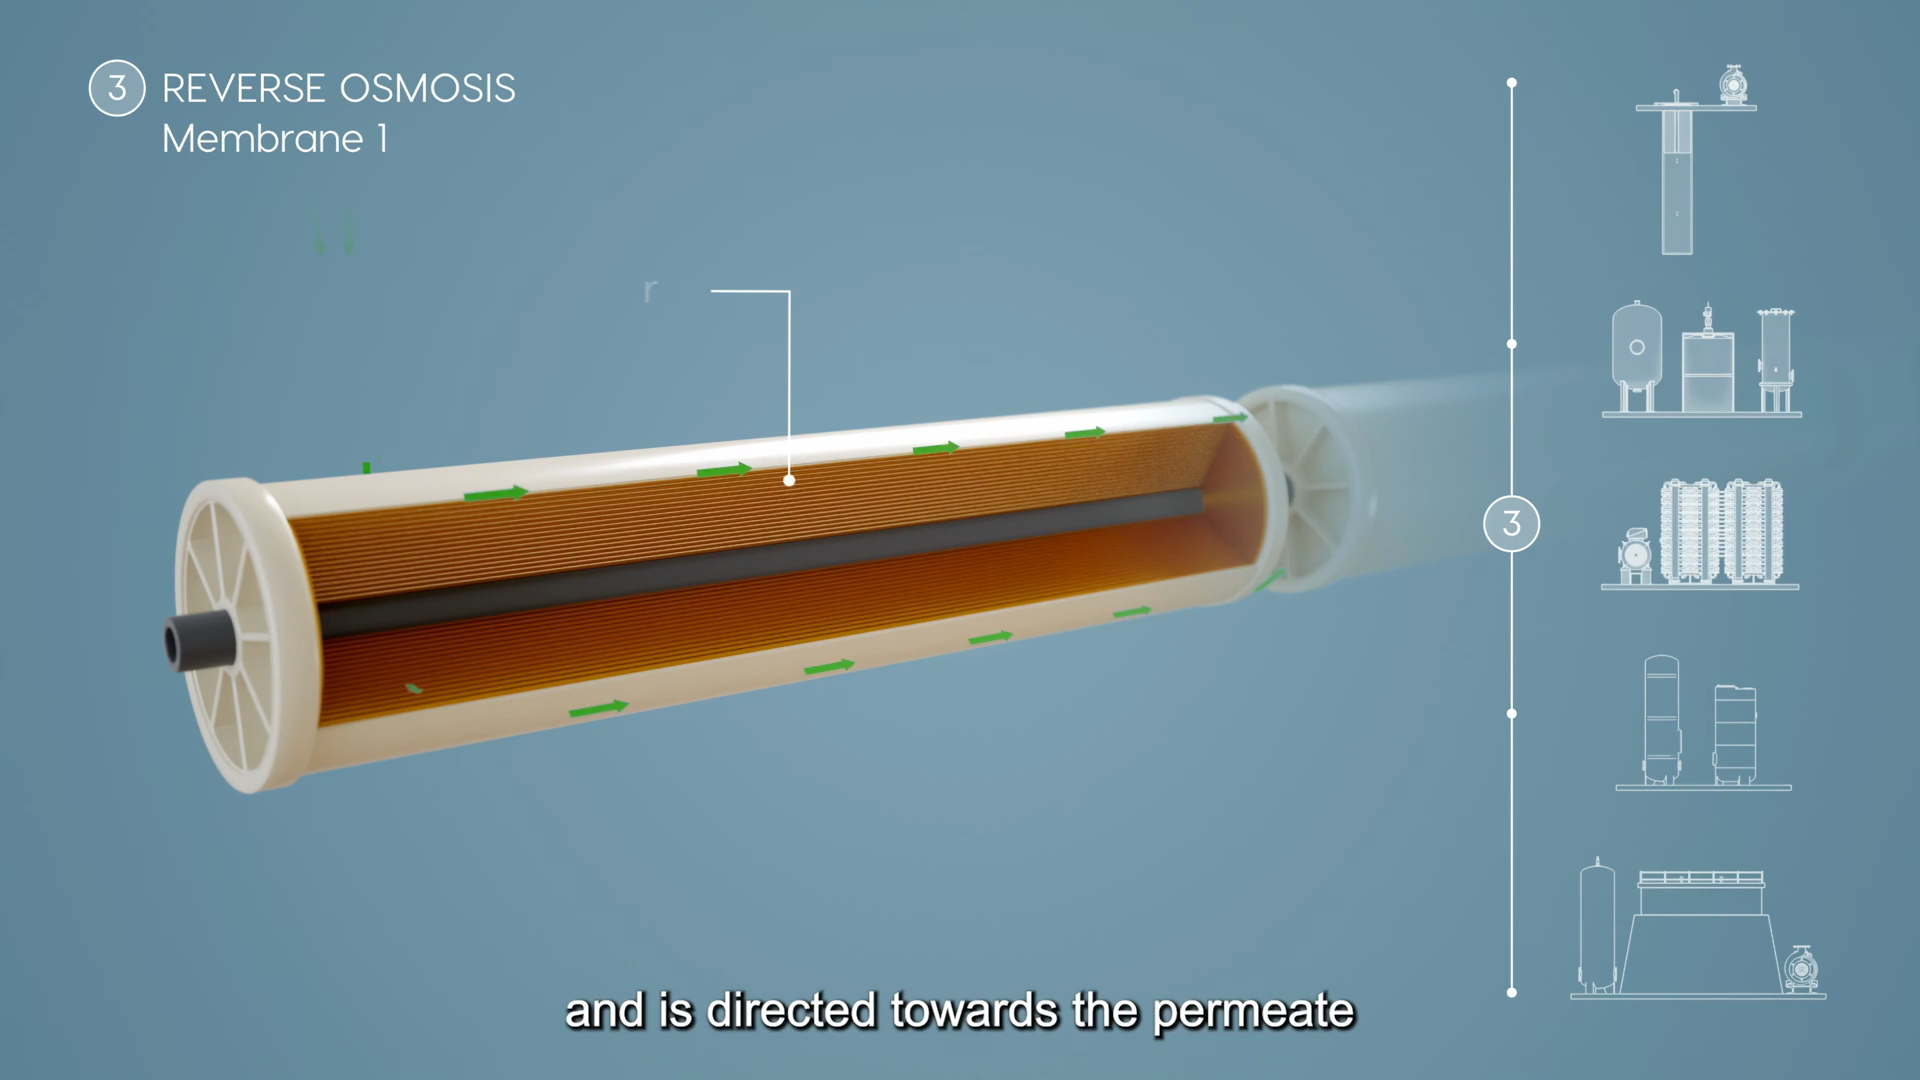 3 REVERSE OSMOSIS
Membrane 1
r
3
and is directed towards the permeate